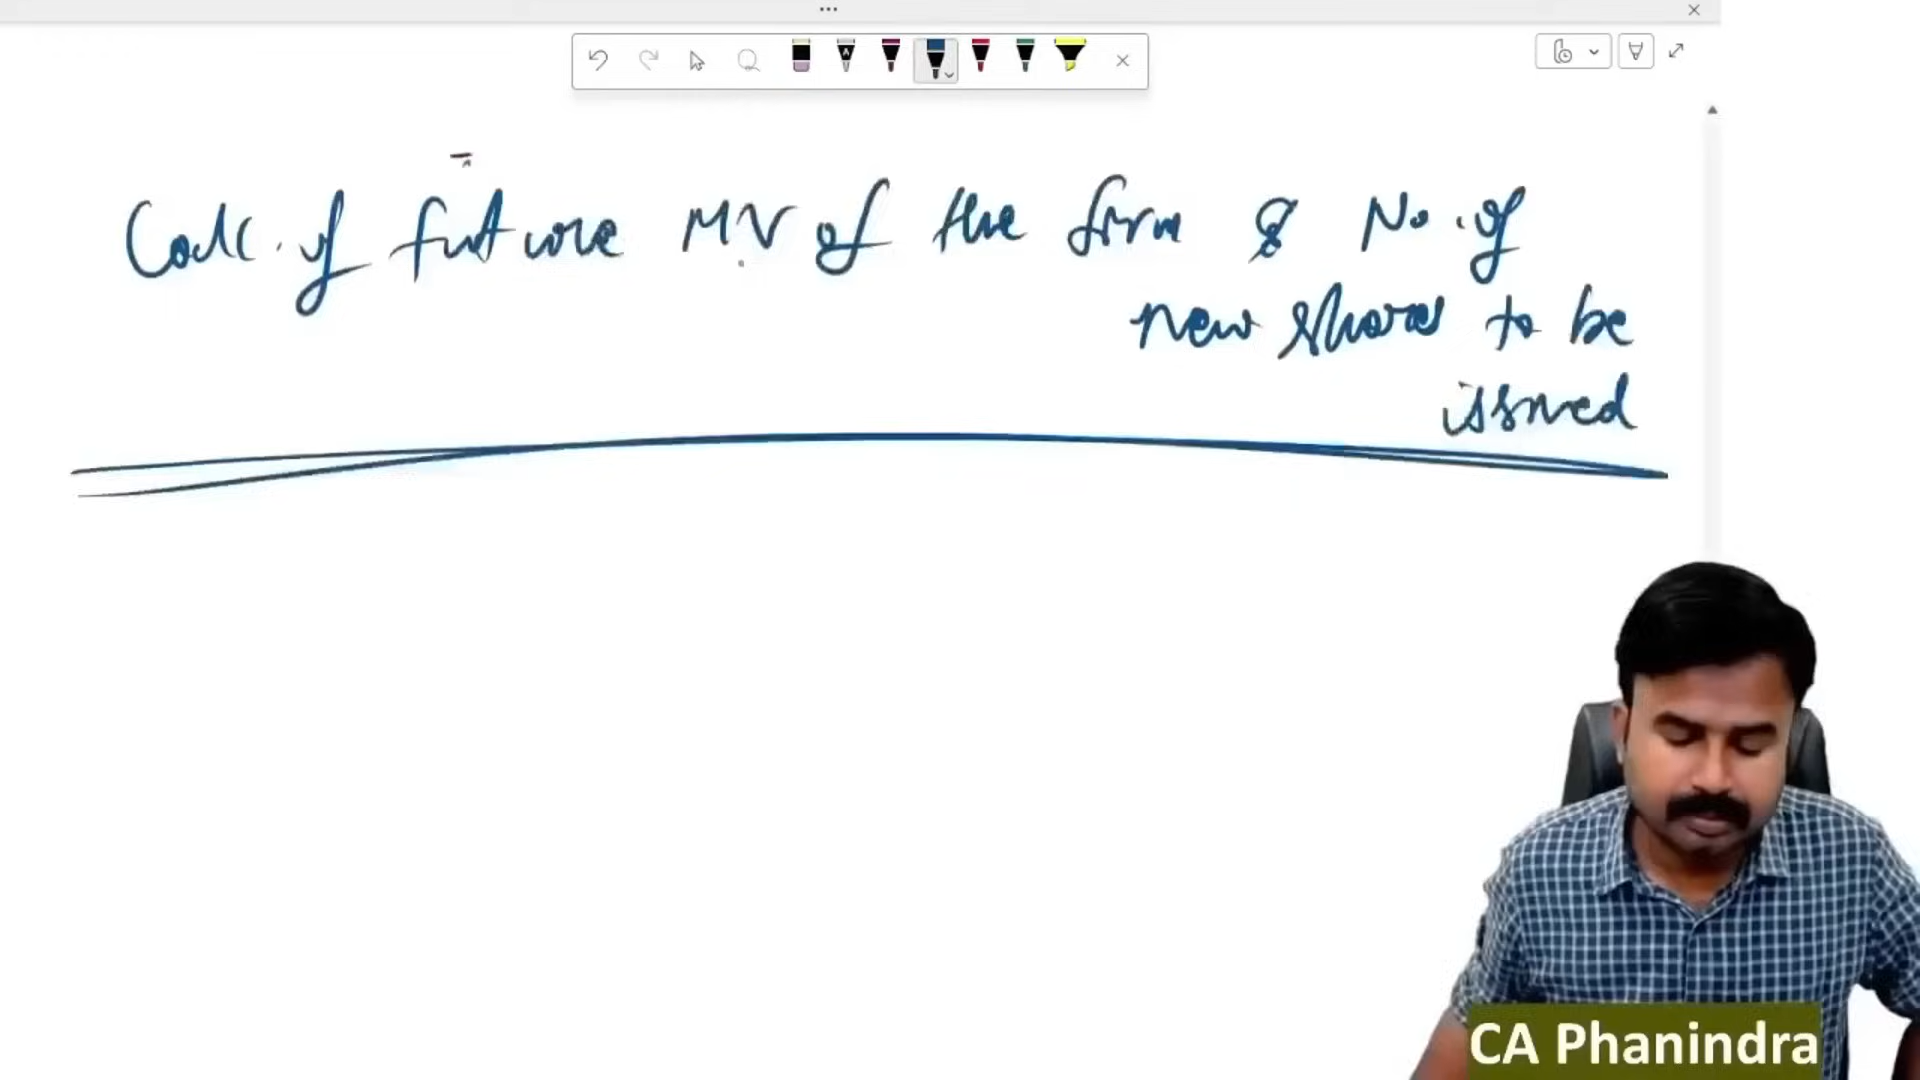 Calc. of future MV of the firm & No. of
new shares to be
issued
CA Phanindra